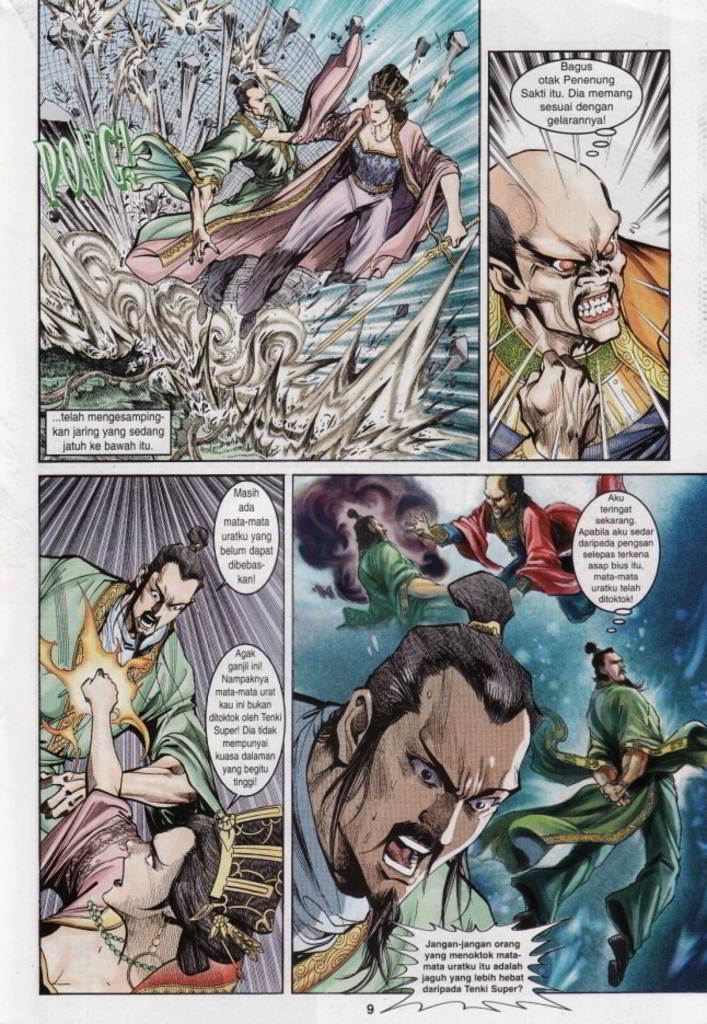 PONG!
...telah mengesamping-
kan jaring yang sedang
jatuh ke bawah itu.
Bagus
otak Penenung
Sakti itu. Dia memang
sesuai dengan
gelarannya!
Masih
ada
mata-mata
uratku yang
belum dapat
dibebas-
kan!
Agak
ganjil ini!
Nampaknya
mata-mata urat
kau ini bukan
ditoktok oleh Tenki
Super! Dia tidak
mempunyai
kuasa dalaman
yang begitu
tinggi!
Aku
teringat
sekarang.
Apabila aku sedar
daripada pengsan
selepas terkena
asap bius itu,
mata-mata
uratku telah
ditoktok!
Jangan-jangan orang
yang menoktok mata-
mata uratku itu adalah
jaguh yang lebih hebat
daripada Tenki Super?
9